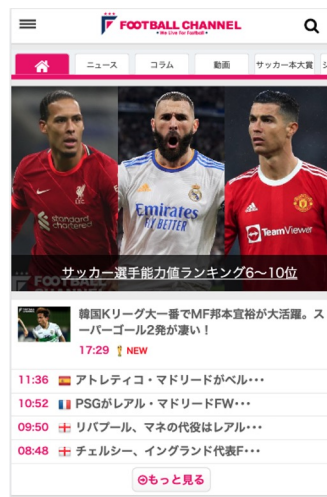 FOOTBALL CHANNEL
We Live For Football
ニュース
コラム
動画
サッカー本大賞
standard
chartered
Emirates
FLY BETTER
TeamViewer
サッカー選手能力値ランキング6〜10位
韓国Kリーグ大一番でMF邦本宜裕が大活躍。ス
ーパーゴール2発が凄い！
17:29 NEW
11:36 アトレティコ・マドリードがベル・・・
10:52 PSGがレアル・マドリードFW・・・
09:50 リバプール、マネの代役はレアル・・・
08:48 チェルシー、イングランド代表F・・・
もっと見る